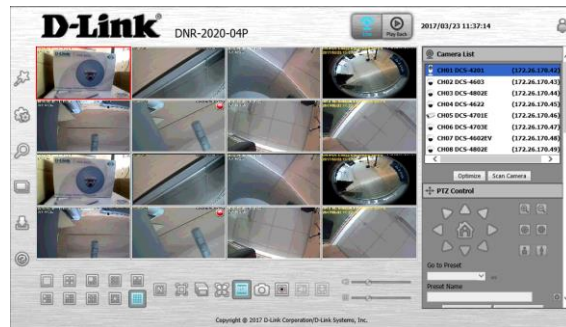 D-Link
DNR-2020-04P
Play Back
2017/03/23 11:37:14
Camera List
CH01 DCS-4201 (172.26.170.42)
CH02 DCS-4603 (172.26.170.43)
CH03 DCS-4802E (172.26.170.44)
CH04 DCS-4622 (172.26.170.45)
CH05 DCS-4701E (172.26.170.46)
CH06 DCS-4703E (172.26.170.47)
CH07 DCS-4602EV (172.26.170.48)
CH08 DCS-4802E (172.26.170.49)
Optimize Scan Camera
PTZ Control
Go to Preset
Preset Name
Copyright © 2017 D-Link Corporation/D-Link Systems, Inc.